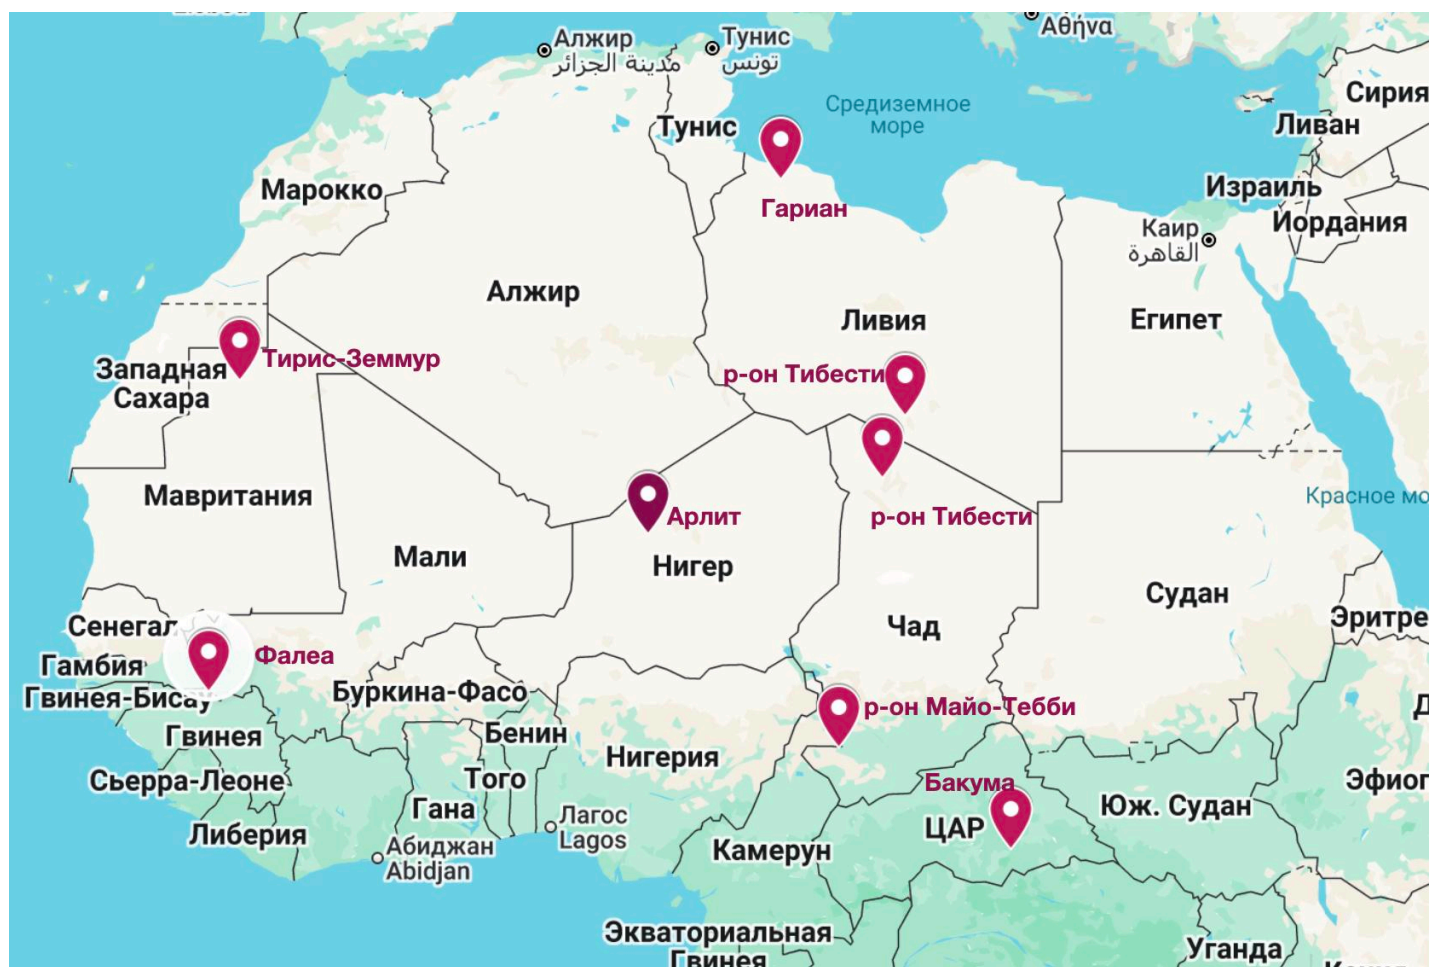 Αθήνα
Алжир
مدينة الجزائر
Тунис
تونس
Сирия
Средиземное
море
Ливан
Тунис
Марокко
Гариан
Израиль
Иордания
Каир
القاهرة
Алжир
Ливия
Египет
Тирис-Земмур
Западная
Сахара
р-он Тибести
Мавритания
Арлит
р-он Тибести
Красное мо
Мали
Нигер
Судан
Чад
Сенегал
Эритре
Фалеа
Гамбия
Гвинея-Бисау
Буркина-Фасо
р-он Майо-Тебби
Гвинея
Бенин
Нигерия
Сьерра-Леоне
Того
Бакума
Эфиоп
Гана
Юж. Судан
Либерия
Лагос
Lagos
ЦАР
Абиджан
Abidjan
Камерун
Экваториальная
Гвинея
Уганда